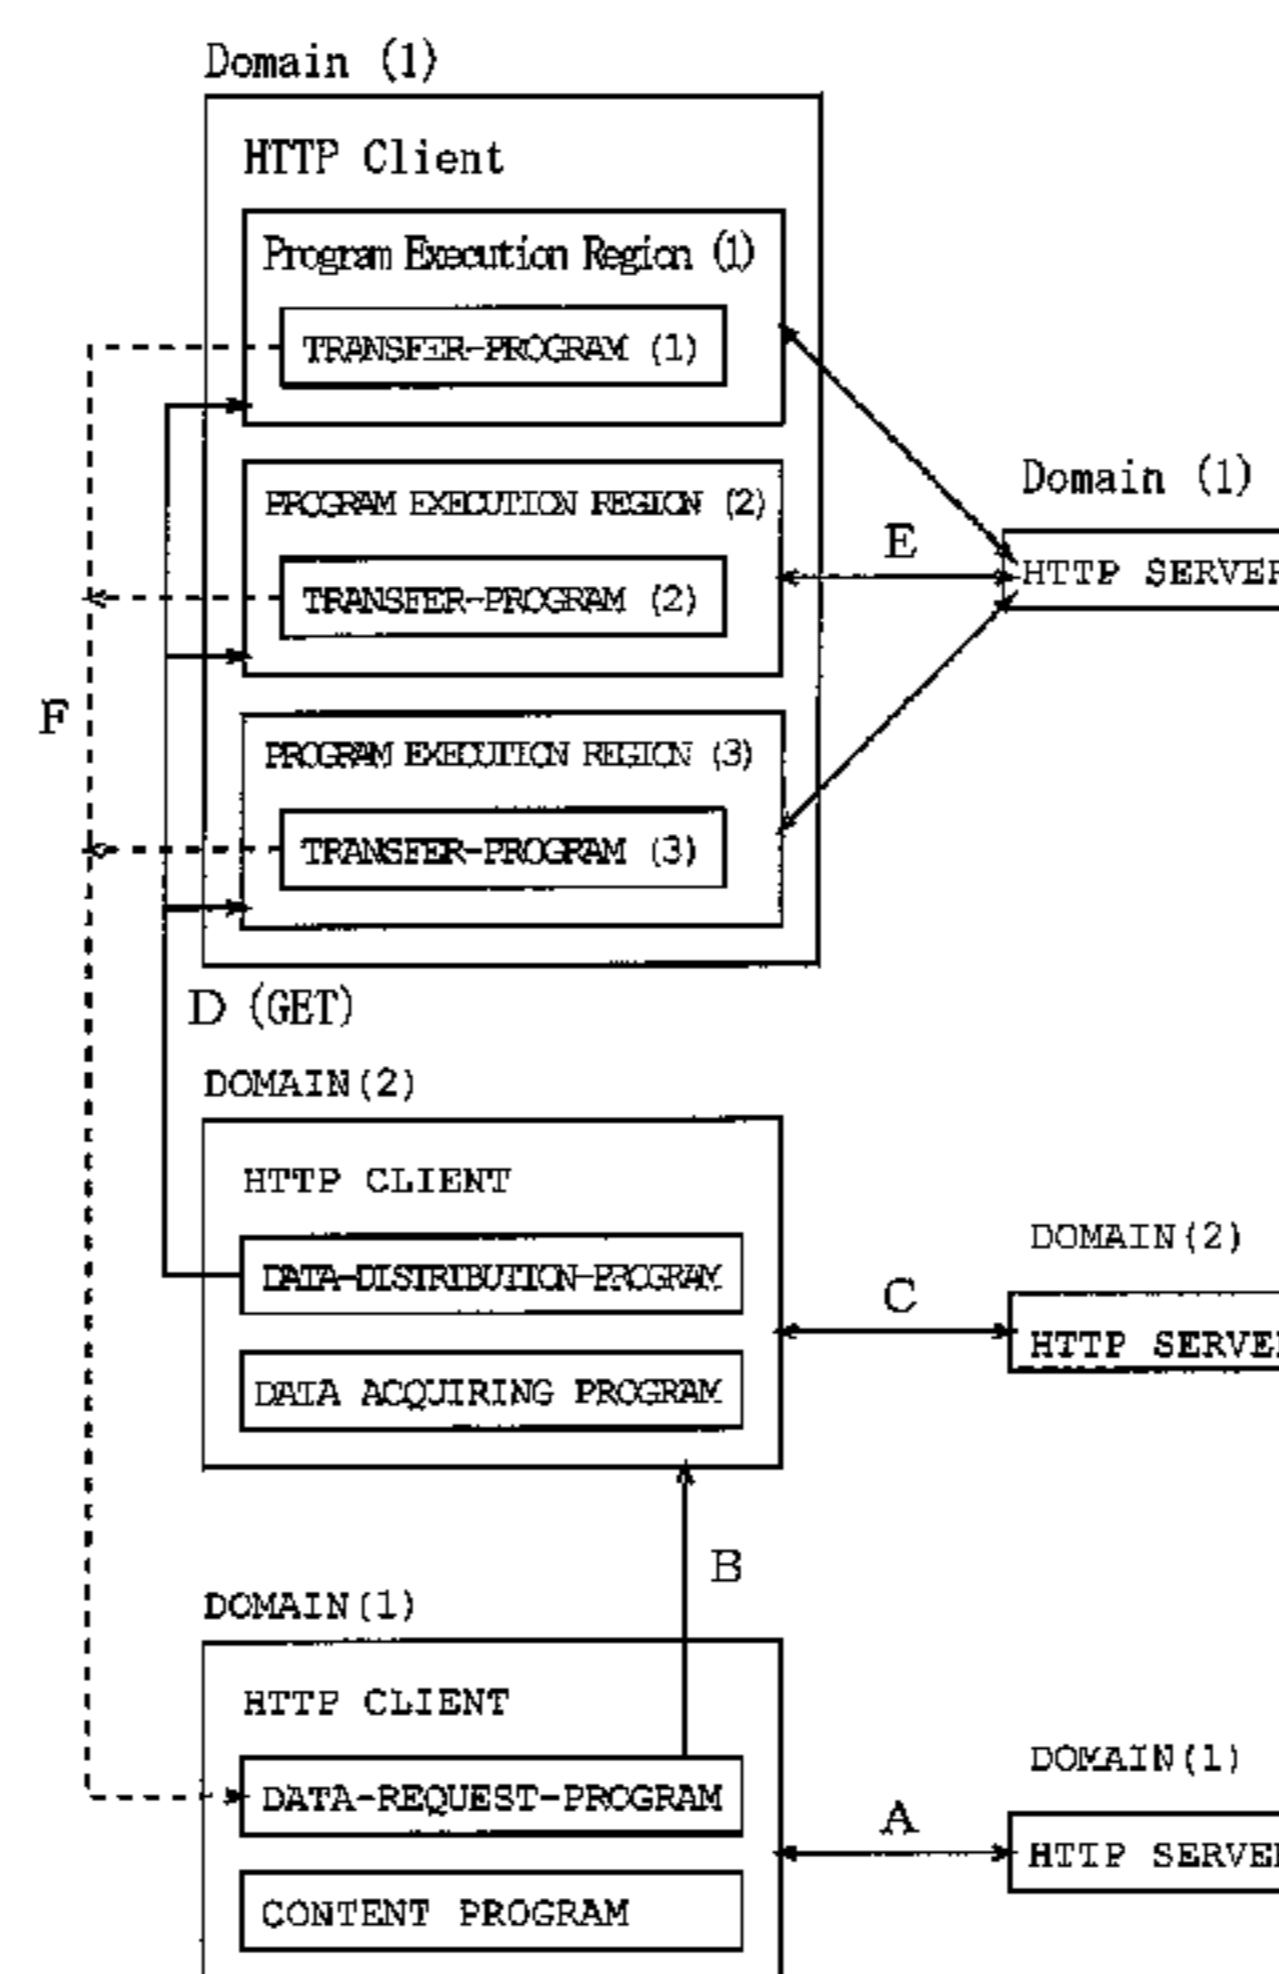 Domain (1)
HTTP Client
Program Execution Region (1)
TRANSFER-PROGRAM (1)
PROGRAM EXECUTION REGION (2)
Domain (1)
E
HTTP SERVER
TRANSFER-PROGRAM (2)
F
PROGRAM EXECUTION REGION (3)
TRANSFER-PROGRAM (3)
D (GET)
DOMAIN(2)
HTTP CLIENT
DOMAIN(2)
DATA-DISTRIBUTION-PROGRAM
C
HTTP SERVER
DATA ACQUIRING PROGRAM
B
DOMAIN(1)
HTTP CLIENT
DOMAIN(1)
DATA-REQUEST-PROGRAM
A
HTTP SERVER
CONTENT PROGRAM